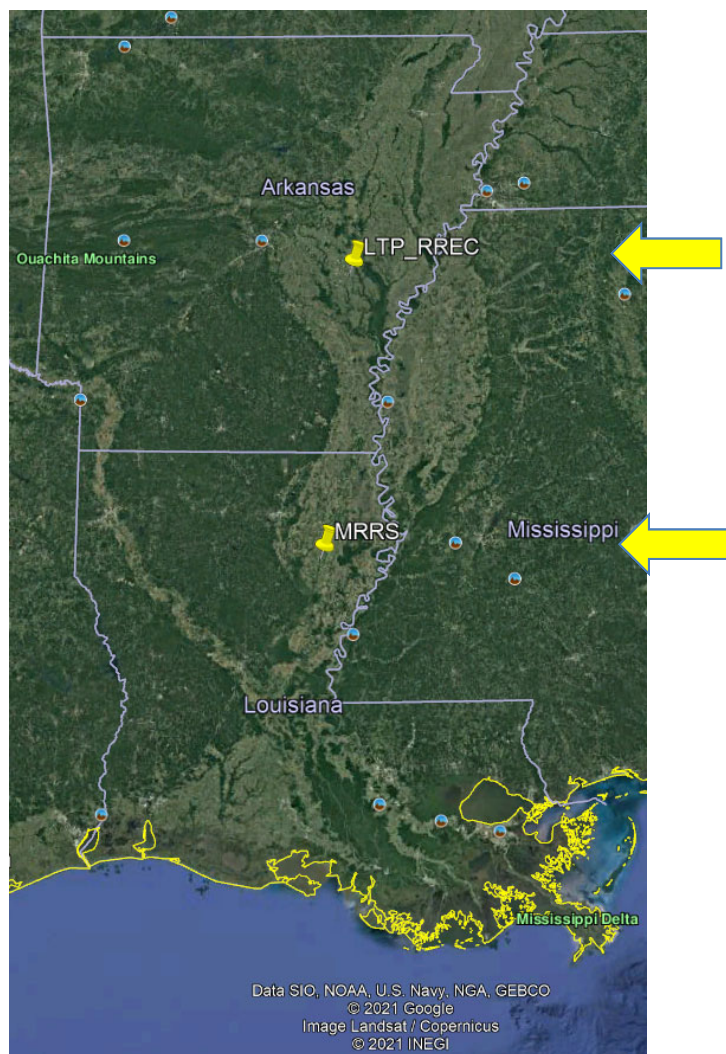 Arkansas
LTP_RREC
Ouachita Mountains
MRRS
Mississippi
Louisiana
Mississippi Delta
Data SIO, NOAA, U.S. Navy, NGA, GEBCO
© 2021 Google
Image Landsat / Copernicus
© 2021 INEGI